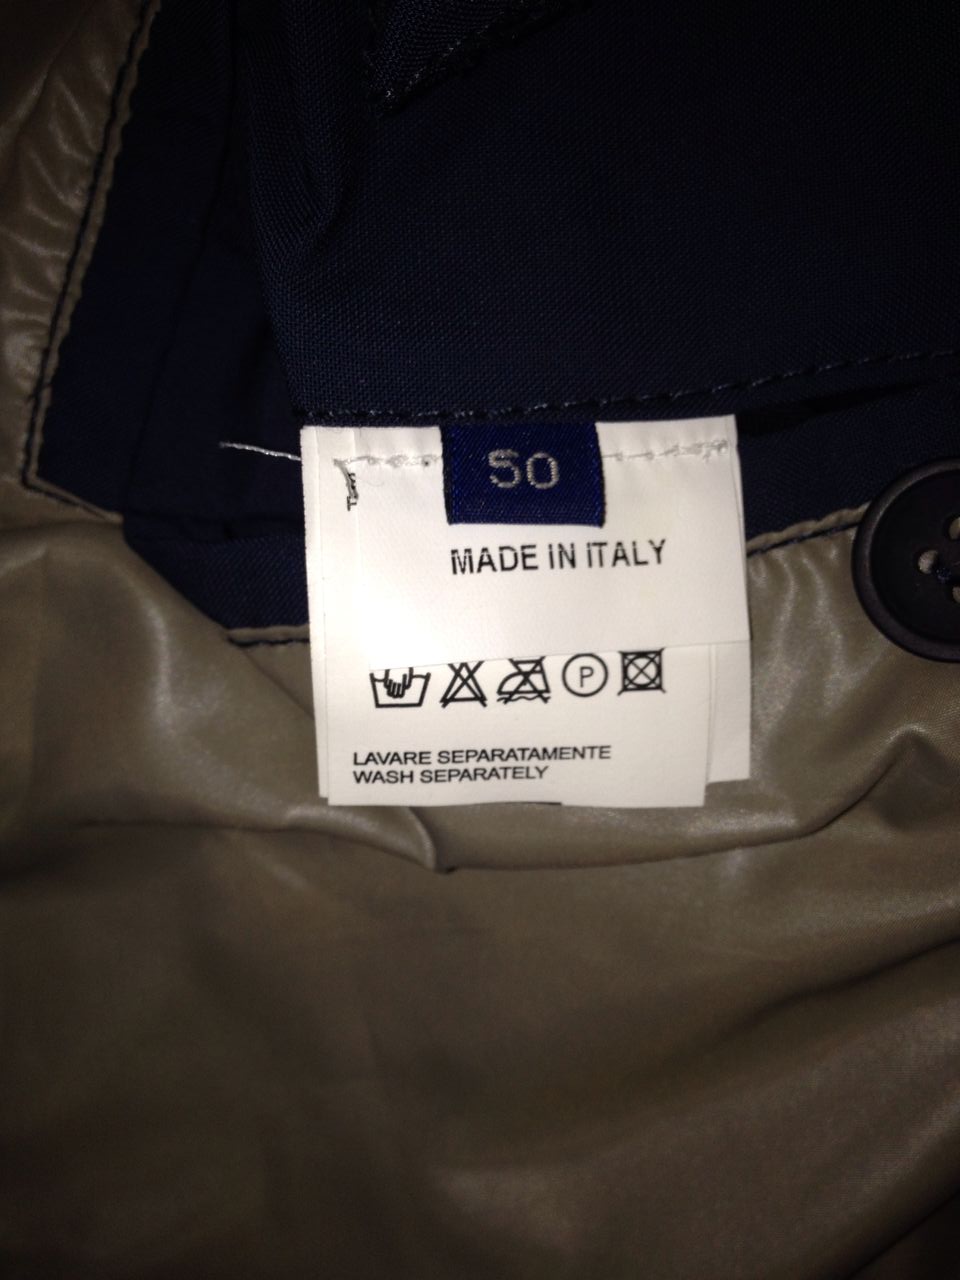 50
MADE IN ITALY
P
LAVARE SEPARATAMENTE
WASH SEPARATELY